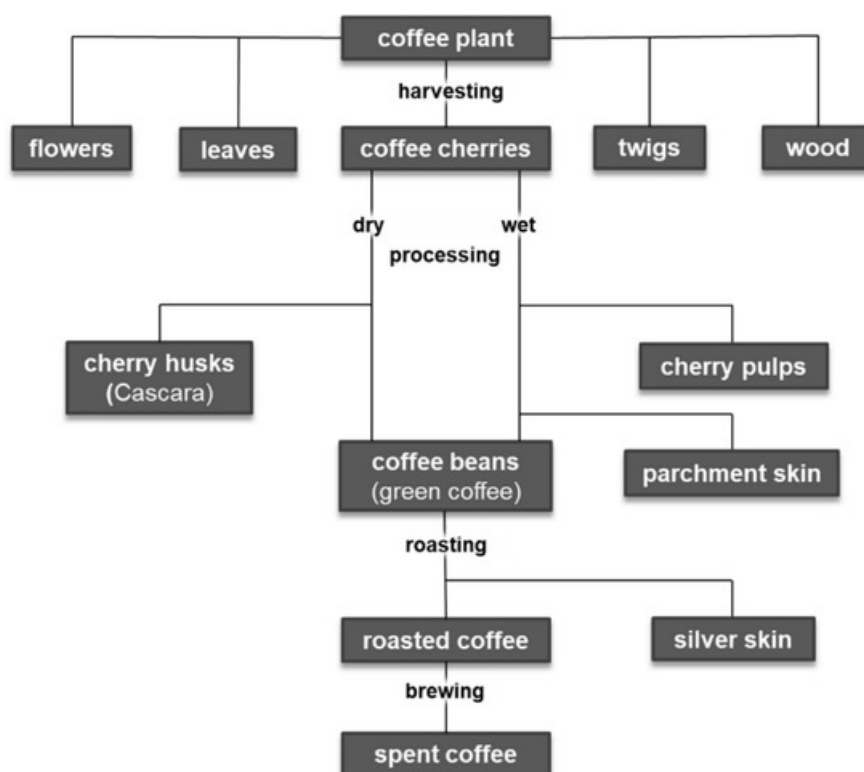 coffee plant
harvesting
flowers
leaves
coffee cherries
twigs
wood
dry
wet
processing
cherry husks
(Cascara)
cherry pulps
coffee beans
(green coffee)
parchment skin
roasting
roasted coffee
silver skin
brewing
spent coffee